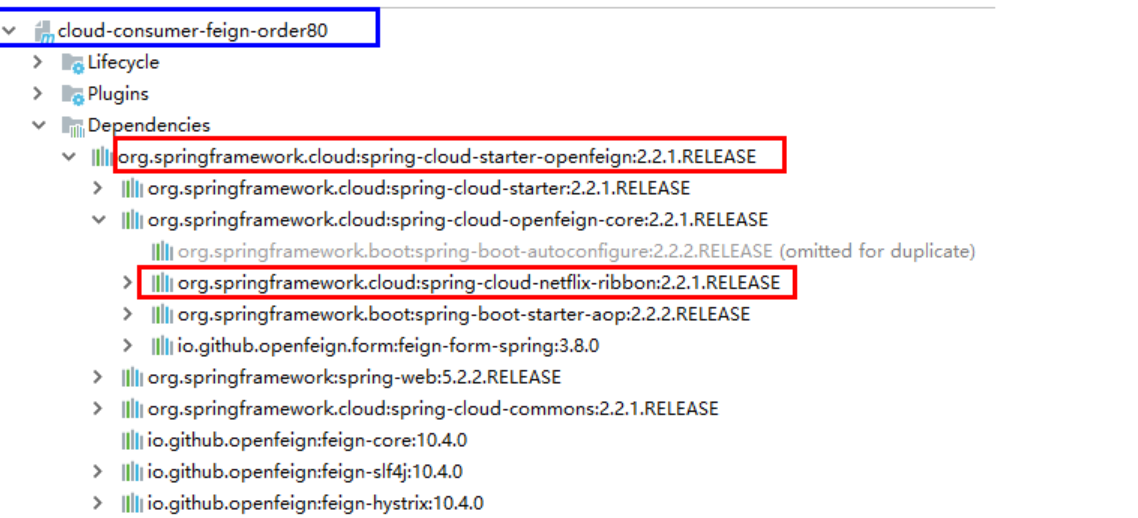 cloud-consumer-feign-order80
Lifecycle
Plugins
Dependencies
org.springframework.cloud:spring-cloud-starter-openfeign:2.2.1.RELEASE
org.springframework.cloud:spring-cloud-starter:2.2.1.RELEASE
org.springframework.cloud:spring-cloud-openfeign-core:2.2.1.RELEASE
org.springframework.boot:spring-boot-autoconfigure:2.2.2.RELEASE (omitted for duplicate)
org.springframework.cloud:spring-cloud-netflix-ribbon:2.2.1.RELEASE
org.springframework.boot:spring-boot-starter-aop:2.2.2.RELEASE
io.github.openfeign.form:feign-form-spring:3.8.0
org.springframework:spring-web:5.2.2.RELEASE
org.springframework.cloud:spring-cloud-commons:2.2.1.RELEASE
io.github.openfeign:feign-core:10.4.0
io.github.openfeign:feign-slf4j:10.4.0
io.github.openfeign:feign-hystrix:10.4.0